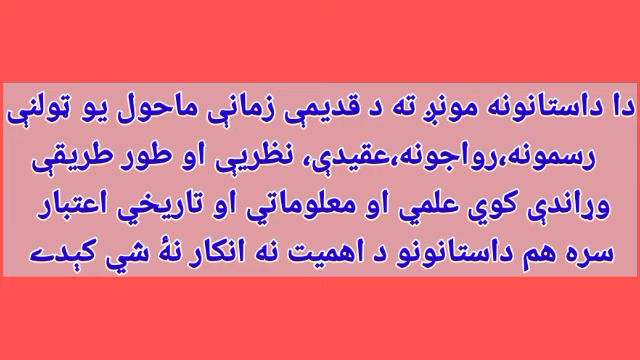 دا داستانونه مونږ ته د قديمې زمانې ماحول يو ټولنې
رسمونه،رواجونه،عقيدې، نظريې او طور طريقې
وړاندې کوي علمي او معلوماتي او تاريخي اعتبار
سره هم داستانونو د اهميت نه انکار نۀ شي کېدے